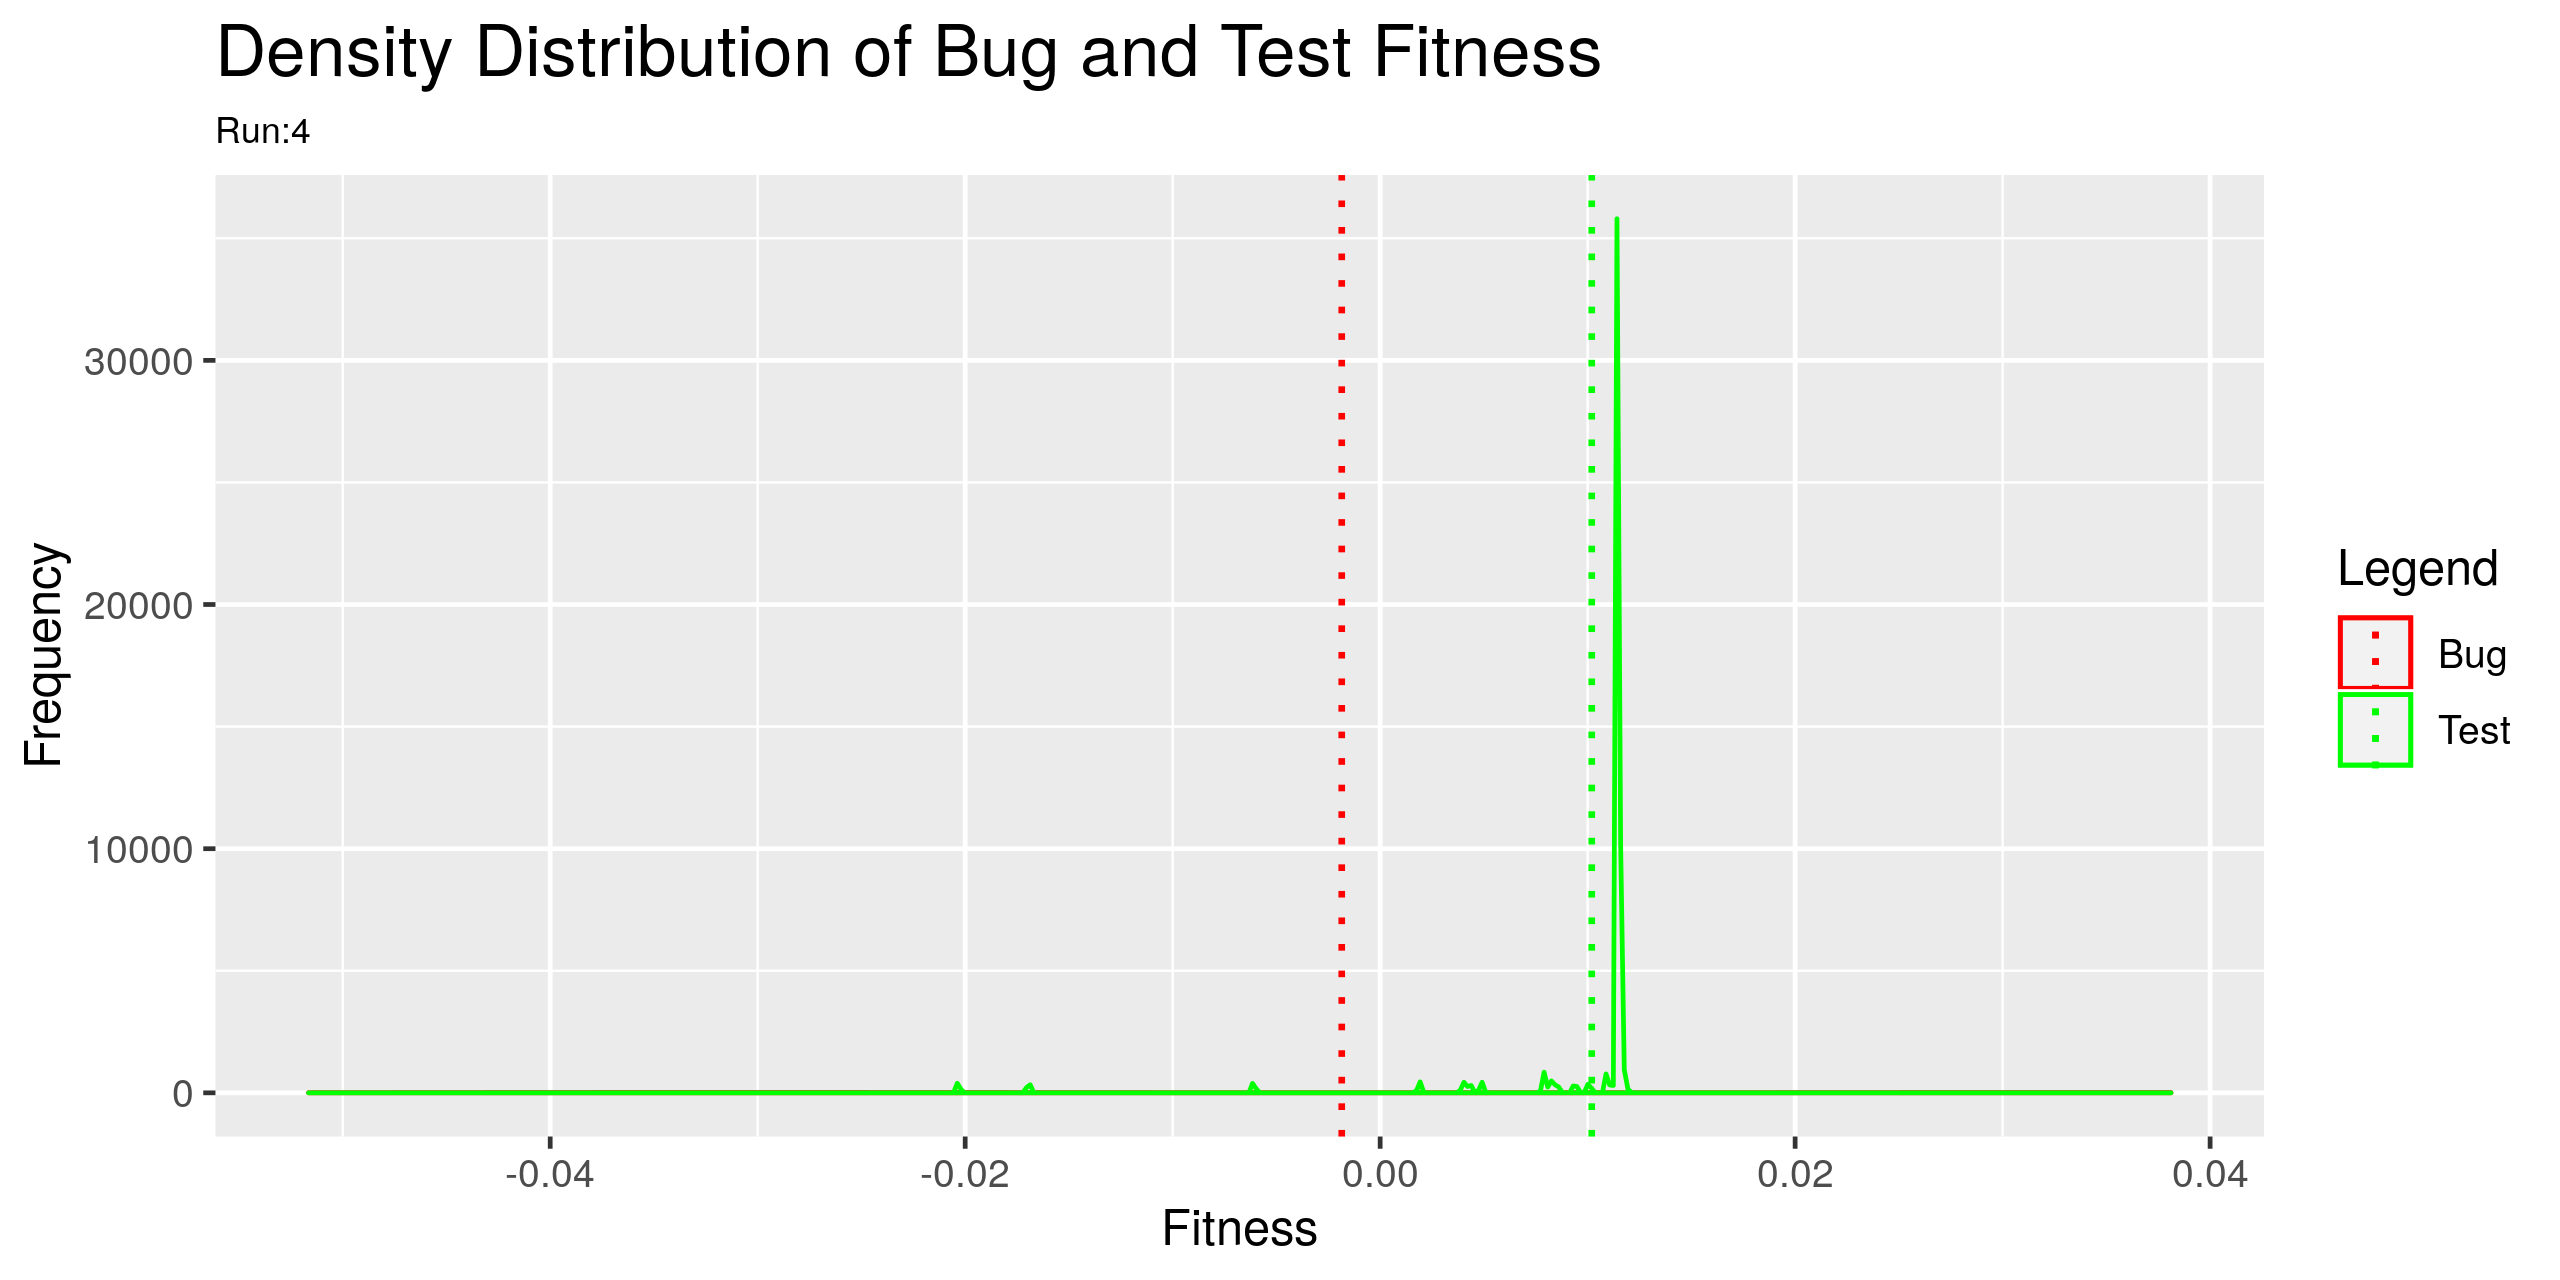 Density Distribution of Bug and Test Fitness
Run:4
30000
20000
10000
0
Frequency
-0.04
-0.02
0.00
0.02
0.04
Fitness
Legend
Bug
Test